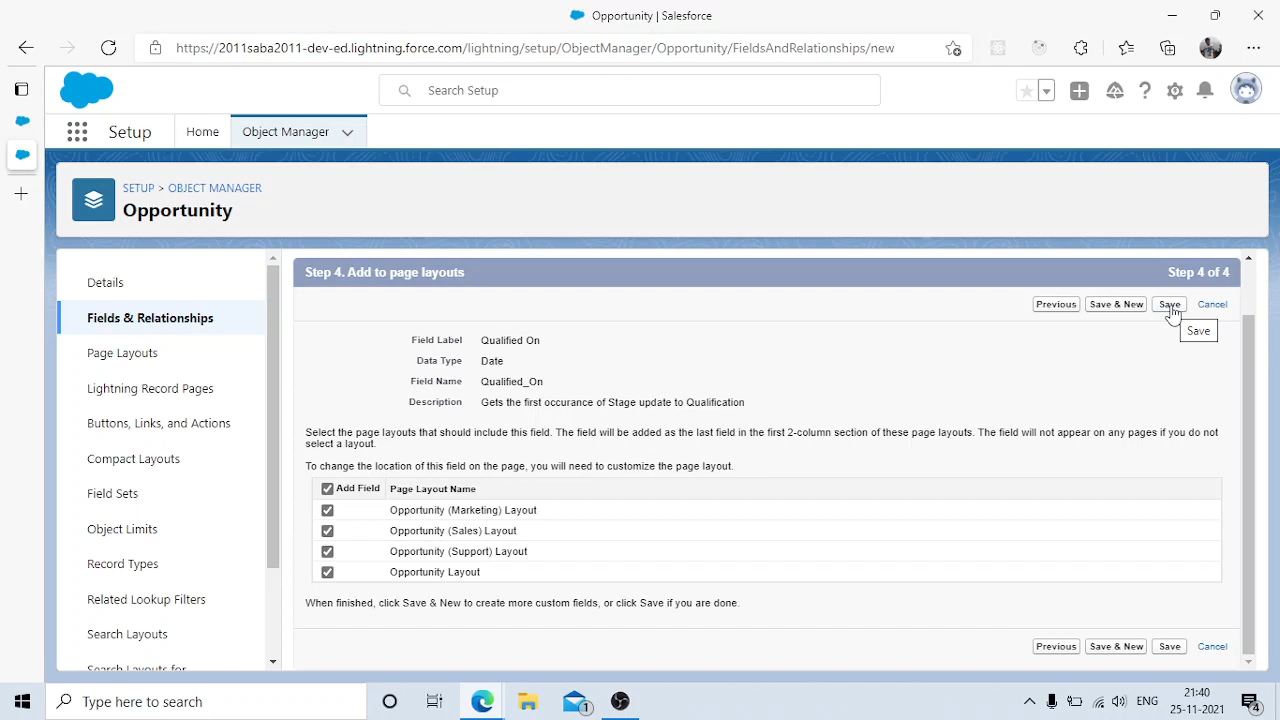 Opportunity | Salesforce
https://2011saba2011-dev-ed.lightning.force.com/lightning/setup/ObjectManager/Opportunity/FieldsAndRelationships/new
Search Setup
Setup
Home
Object Manager
SETUP > OBJECT MANAGER
Opportunity
Details
Fields & Relationships
Page Layouts
Lightning Record Pages
Buttons, Links, and Actions
Compact Layouts
Field Sets
Object Limits
Record Types
Related Lookup Filters
Search Layouts
Search Layouts for
Step 4. Add to page layouts
Step 4 of 4
Previous
Save & New
Save
Cancel
Save
Field Label Qualified On
Data Type Date
Field Name Qualified_On
Description Gets the first occurance of Stage update to Qualification
Select the page layouts that should include this field. The field will be added as the last field in the first 2-column section of these page layouts. The field will not appear on any pages if you do not
select a layout.
To change the location of this field on the page, you will need to customize the page layout.
Add Field Page Layout Name
Opportunity (Marketing) Layout
Opportunity (Sales) Layout
Opportunity (Support) Layout
Opportunity Layout
When finished, click Save & New to create more custom fields, or click Save if you are done.
Previous
Save & New
Save
Cancel
Type here to search
1
ENG
21:40
25-11-2021
4